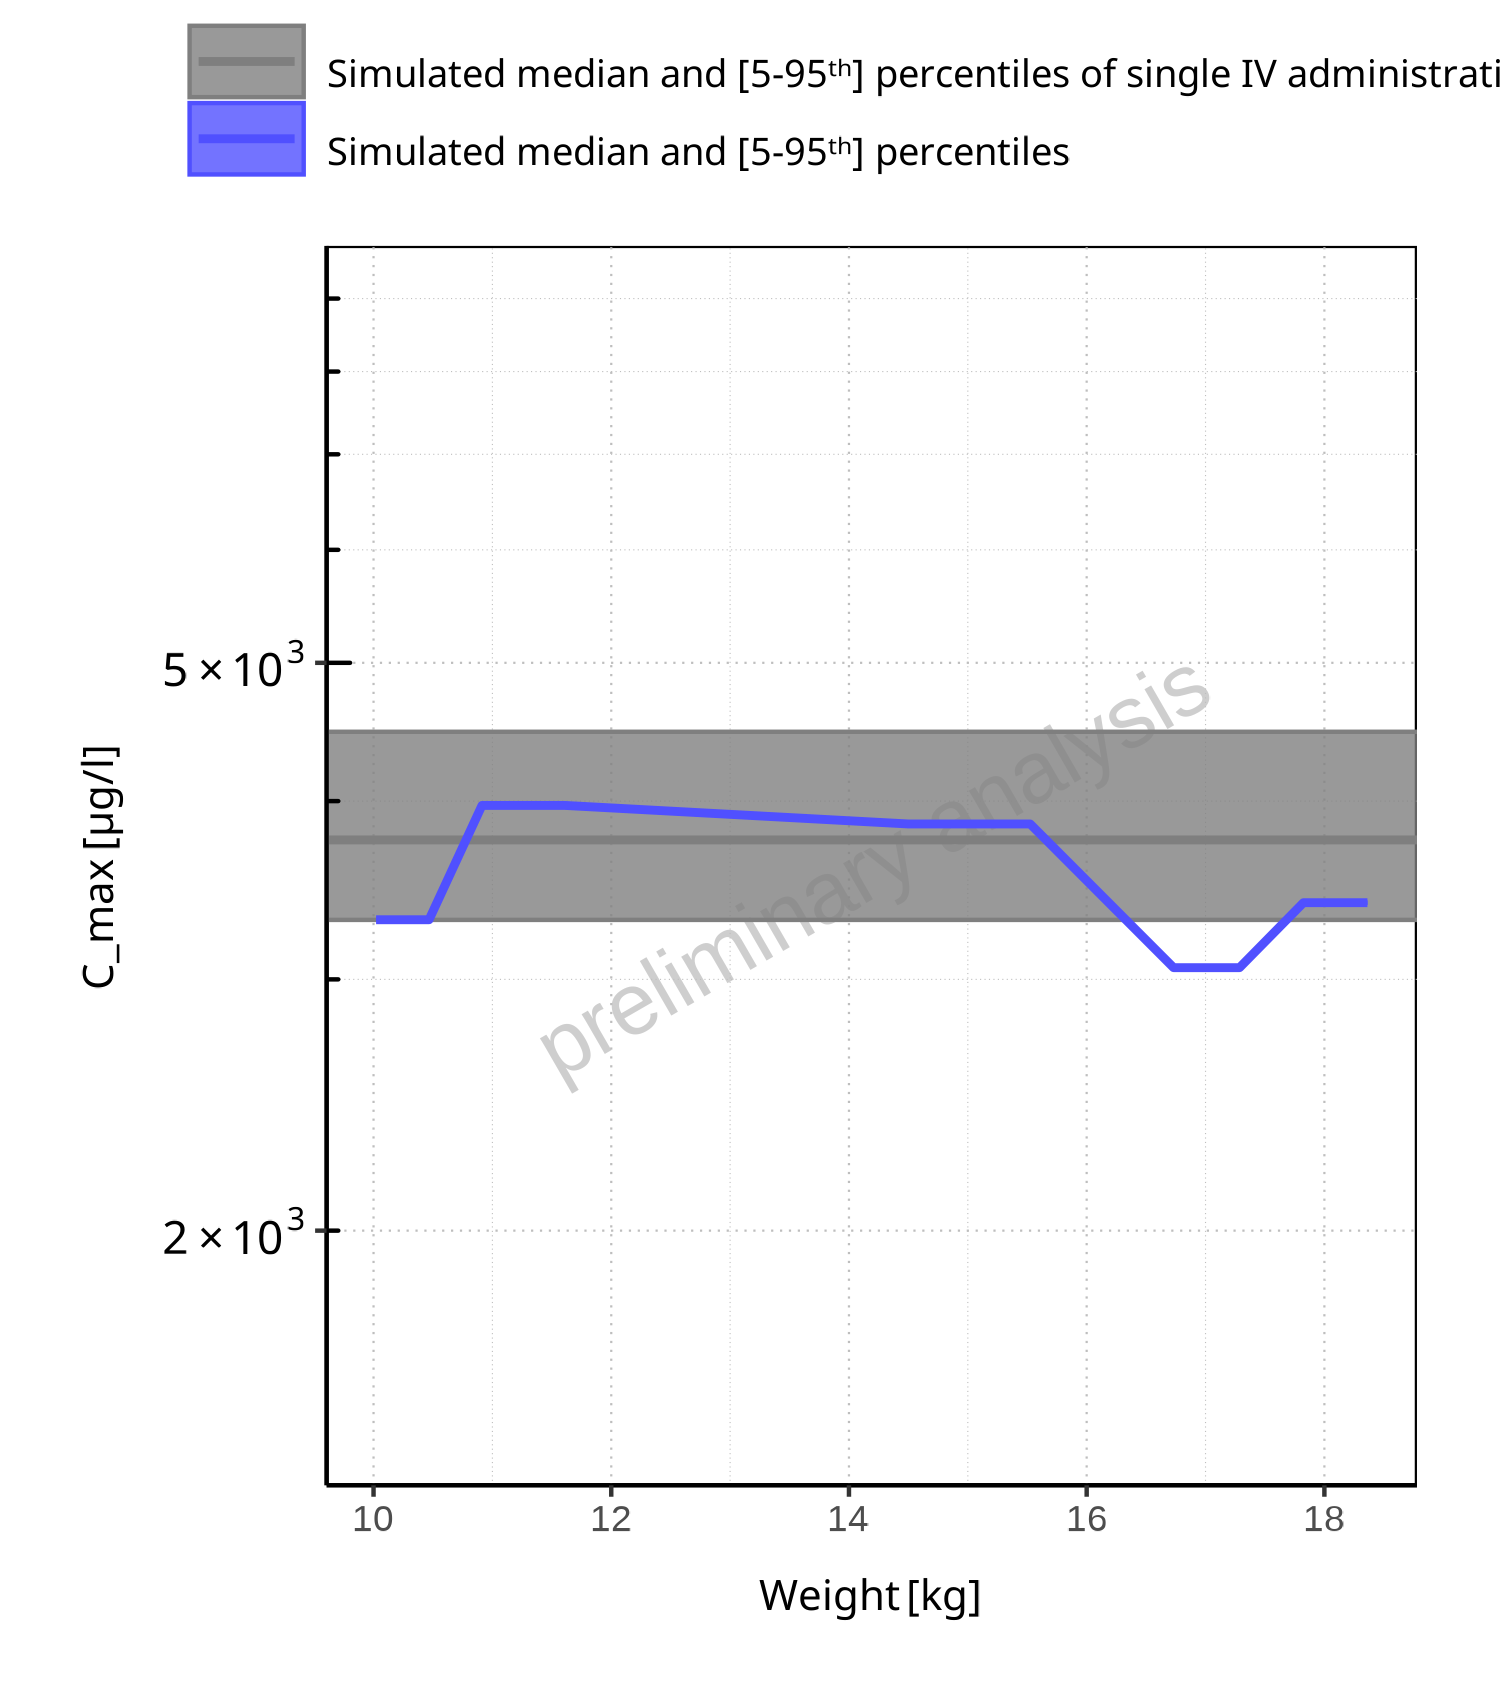 Simulated median and [5-95th] percentiles of single IV
Simulated median and [5-95th] percentiles
5 × 10³
C_max [µg/l]
preliminary analysis
2 × 10³
10 12 14 16 18
Weight [kg]